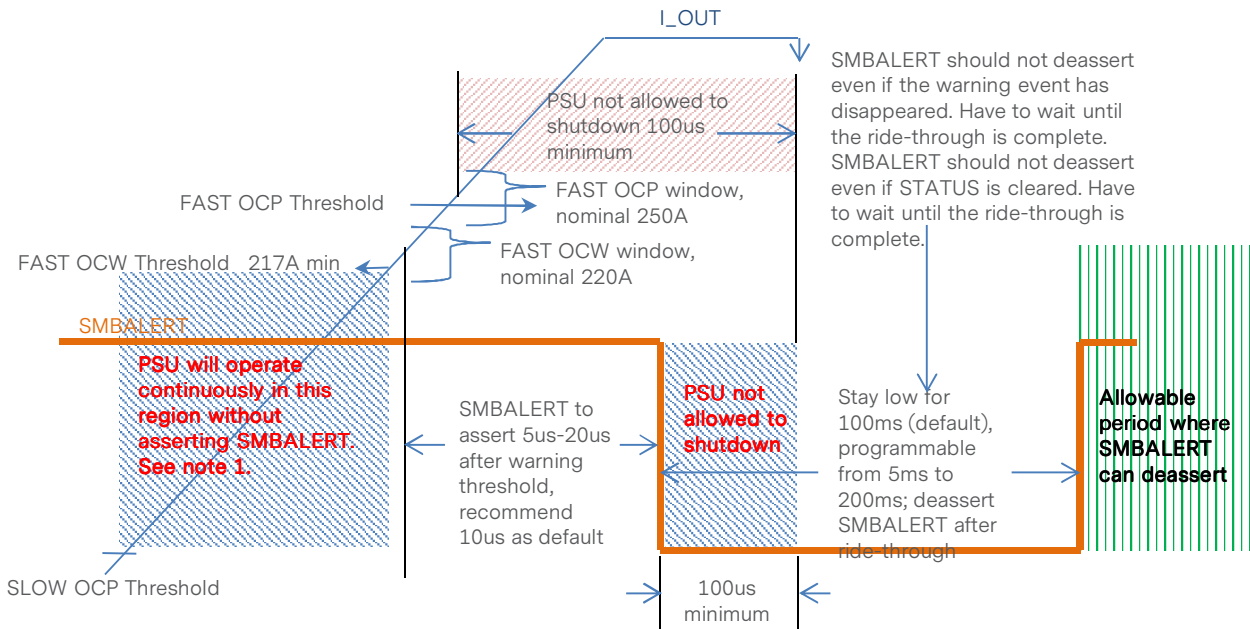 I_OUT
SMBALERT should not deassert
even if the warning event has
disappeared. Have to wait until
the ride-through is complete.
SMBALERT should not deassert
even if STATUS is cleared. Have
to wait until the ride-through is
complete.
PSU not allowed to
shutdown 100us
minimum
FAST OCP Threshold
FAST OCP window,
nominal 250A
FAST OCW Threshold 217A min
FAST OCW window,
nominal 220A
SMBALERT
PSU will operate
continuously in this
region without
asserting SMBALERT.
See note 1.
SMBALERT to
assert 5us-20us
after warning
threshold,
recommend
10us as default
PSU not
allowed to
shutdown
Stay low for
100ms (default),
programmable
from 5ms to
200ms; deassert
SMBALERT after
ride-through
Allowable
period where
SMBALERT
can deassert
SLOW OCP Threshold
100us
minimum